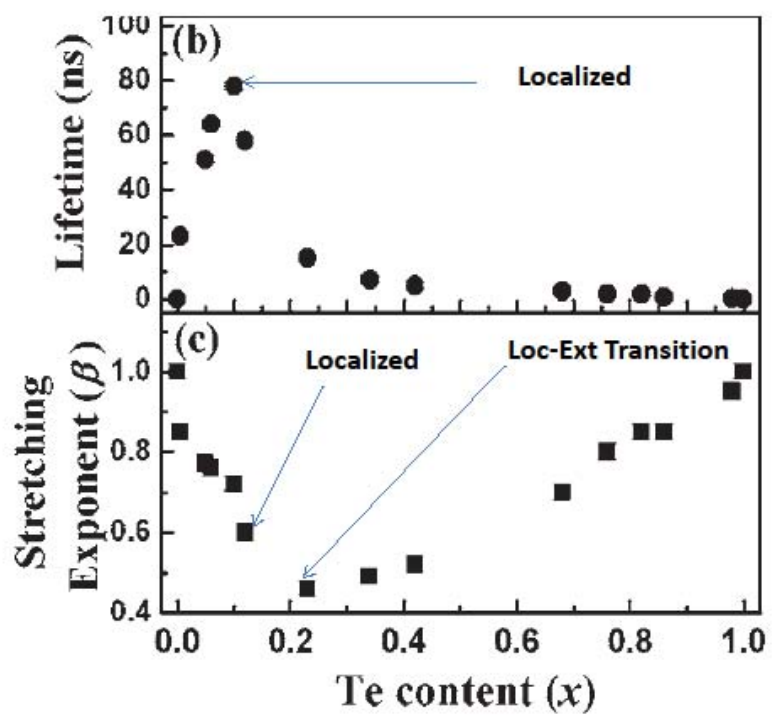 100
(b)
80
Localized
60
40
20
0
Lifetime (ns)
(c)
Localized
Loc-Ext Transition
1.0
0.8
0.6
0.4
Stretching
Exponent (β)
0.0 0.2 0.4 0.6 0.8 1.0
Te content (x)